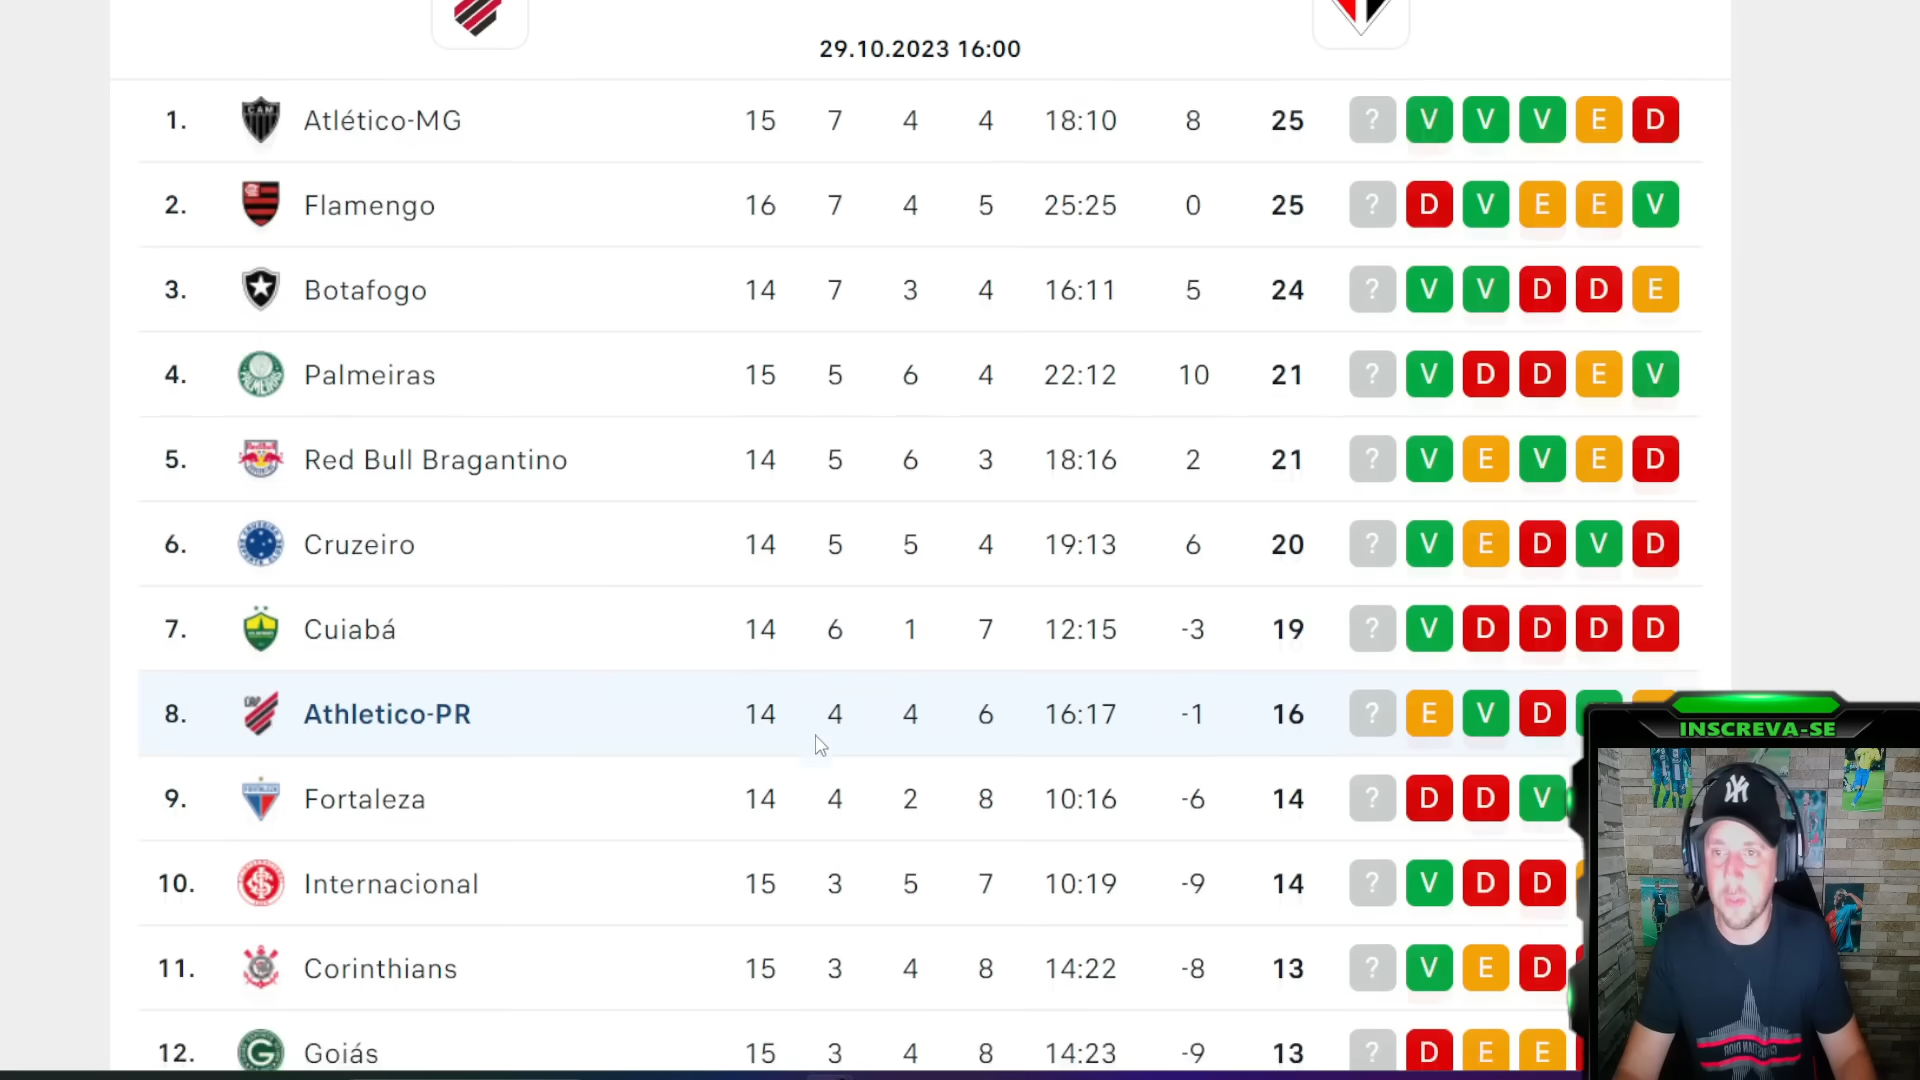 29.10.2023 16:00
1. CAM Atlético-MG 15 7 4 4 18:10 8 25 ? V V V E D
2. Flamengo 16 7 4 5 25:25 0 25 ? D V E E V
3. Botafogo 14 7 3 4 16:11 5 24 ? V V D D E
4. PALMEIRAS Palmeiras 15 5 6 4 22:12 10 21 ? V D D E V
5. Red Bull Bragantino 14 5 6 3 18:16 2 21 ? V E V E D
6. Cruzeiro 14 5 5 4 19:13 6 20 ? V E D V D
7. Cuiabá 14 6 1 7 12:15 -3 19 ? V D D D D
8. CAP Athletico-PR 14 4 4 6 16:17 -1 16 ? E V D
INSCREVA-SE
9. Fortaleza 14 4 2 8 10:16 -6 14 ? D D V
10. Internacional 15 3 5 7 10:19 -9 14 ? V D D
11. Corinthians 15 3 4 8 14:22 -8 13 ? V E D
12. G Goiás 15 3 4 8 14:23 -9 13 ? D E E